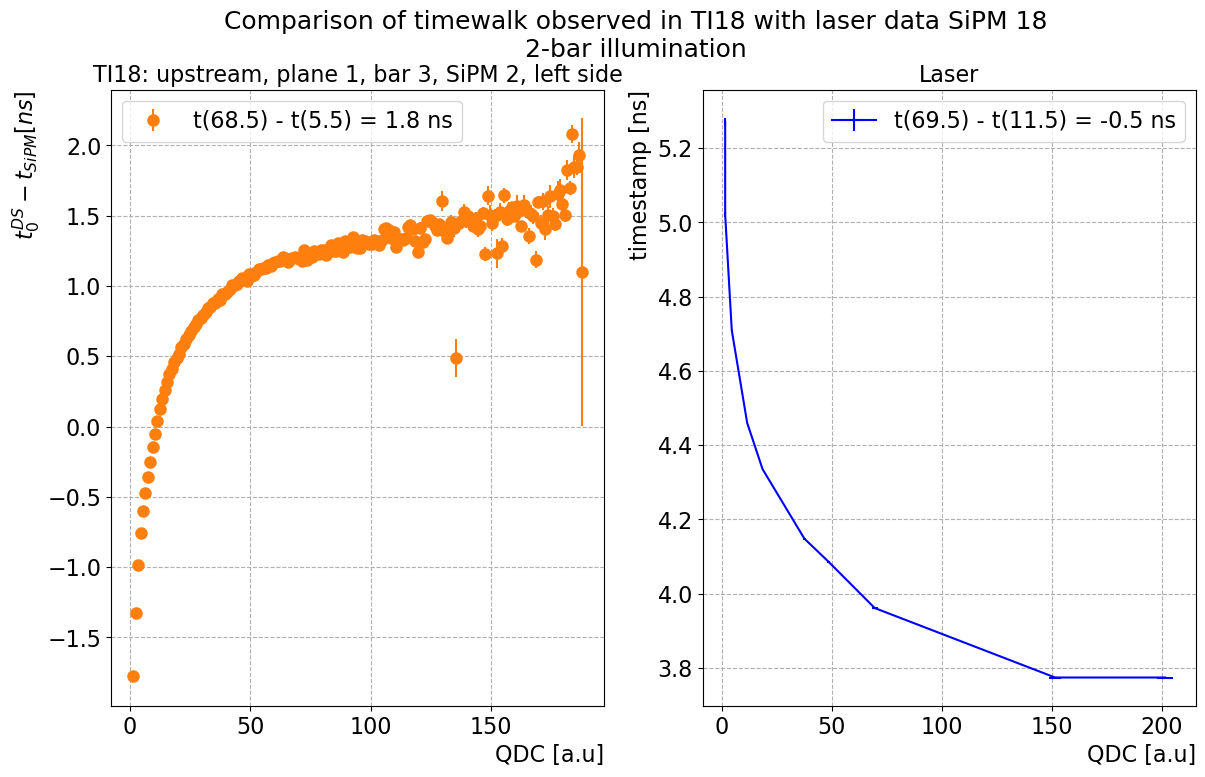 Comparison of timewalk observed in TI18 with laser data SiPM 18
2-bar illumination
TI18: upstream, plane 1, bar 3, SiPM 2, left side
t(68.5) - t(5.5) = 1.8 ns
t₀ᴰˢ − t_SiPM[ns]
2.0
1.5
1.0
0.5
0.0
−0.5
−1.0
−1.5
0 50 100 150
QDC [a.u]
Laser
t(69.5) - t(11.5) = -0.5 ns
timestamp [ns]
5.2
5.0
4.8
4.6
4.4
4.2
4.0
3.8
0 50 100 150 200
QDC [a.u]